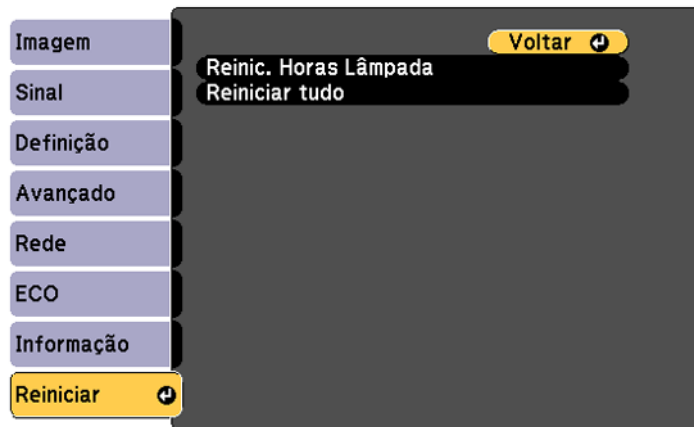 Imagem
Sinal
Definição
Avançado
Rede
ECO
Informação
Reiniciar
Voltar
Reinic. Horas Lâmpada
Reiniciar tudo